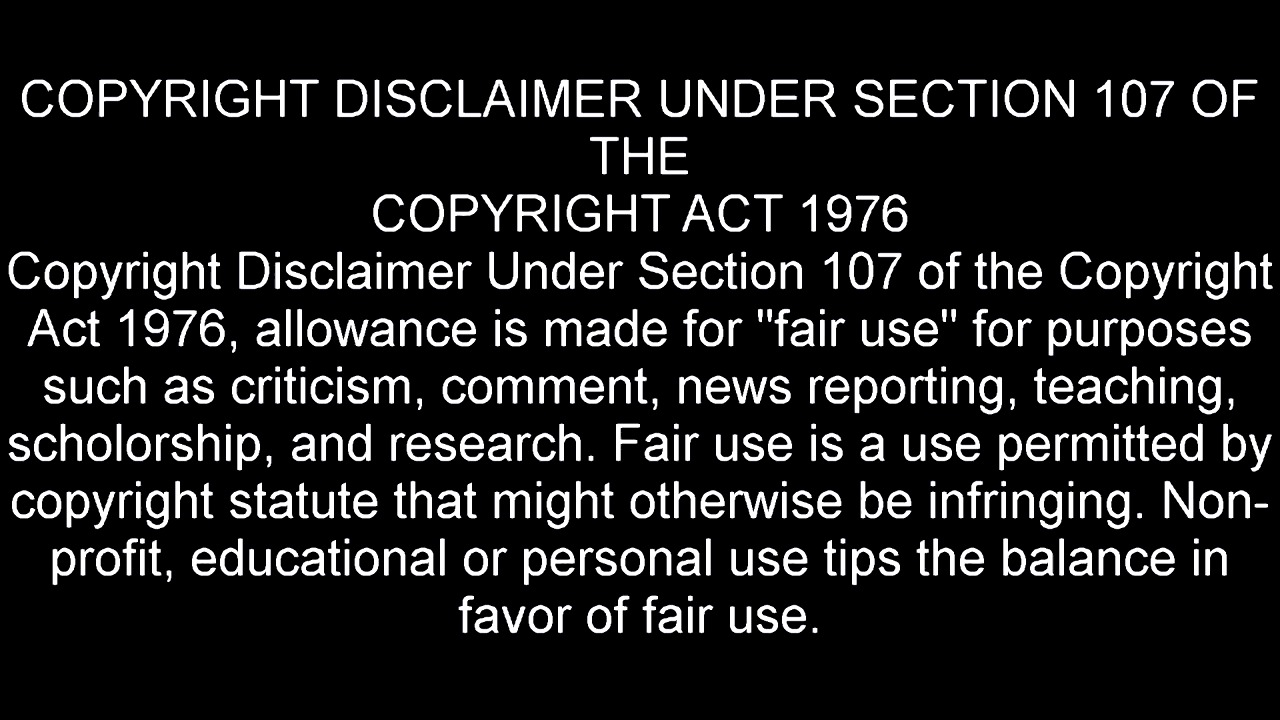 COPYRIGHT DISCLAIMER UNDER SECTION 107 OF
THE
COPYRIGHT ACT 1976
Copyright Disclaimer Under Section 107 of the Copyright
Act 1976, allowance is made for "fair use" for purposes
such as criticism, comment, news reporting, teaching,
scholorship, and research. Fair use is a use permitted by
copyright statute that might otherwise be infringing. Non-
profit, educational or personal use tips the balance in
favor of fair use.